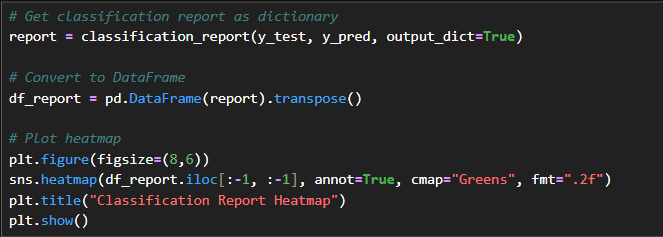 # Get classification report as dictionary
report = classification_report(y_test, y_pred, output_dict=True)
# Convert to DataFrame
df_report = pd.DataFrame(report).transpose()
# Plot heatmap
plt.figure(figsize=(8,6))
sns.heatmap(df_report.iloc[:-1, :-1], annot=True, cmap="Greens", fmt=".2f")
plt.title("Classification Report Heatmap")
plt.show()